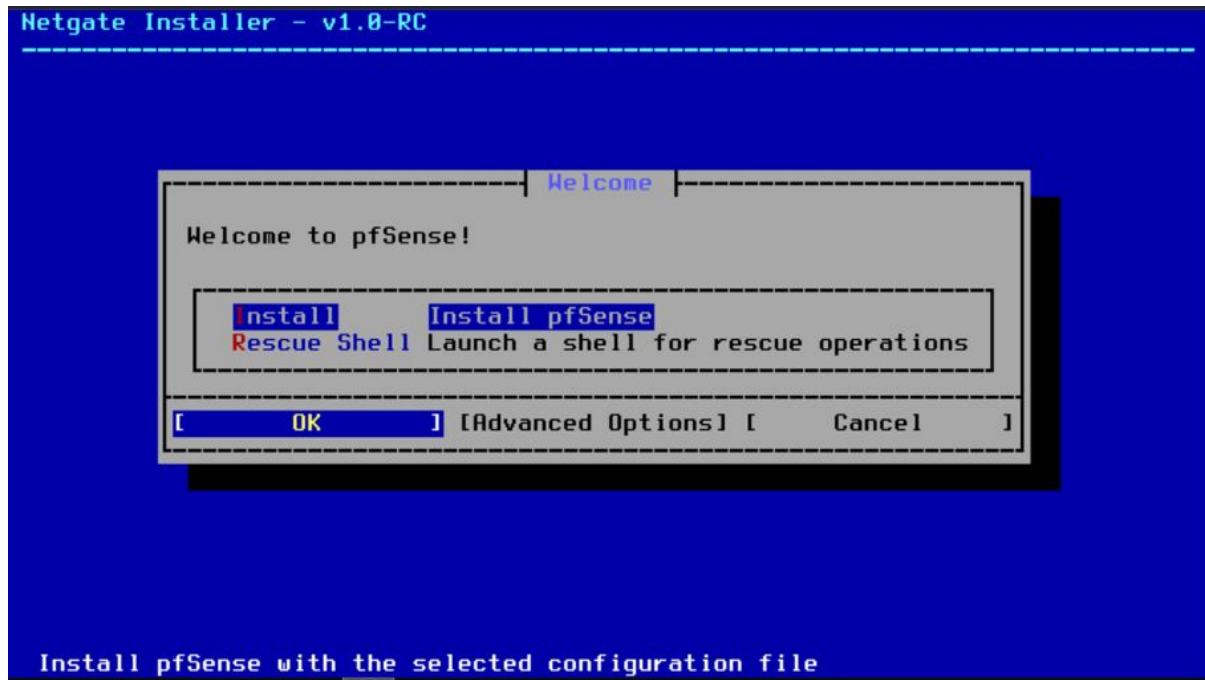 Netgate Installer - v1.0-RC
Welcome
Welcome to pfSense!
Install Install pfSense
Rescue Shell Launch a shell for rescue operations
[ OK ] [Advanced Options] [ Cancel ]
Install pfSense with the selected configuration file